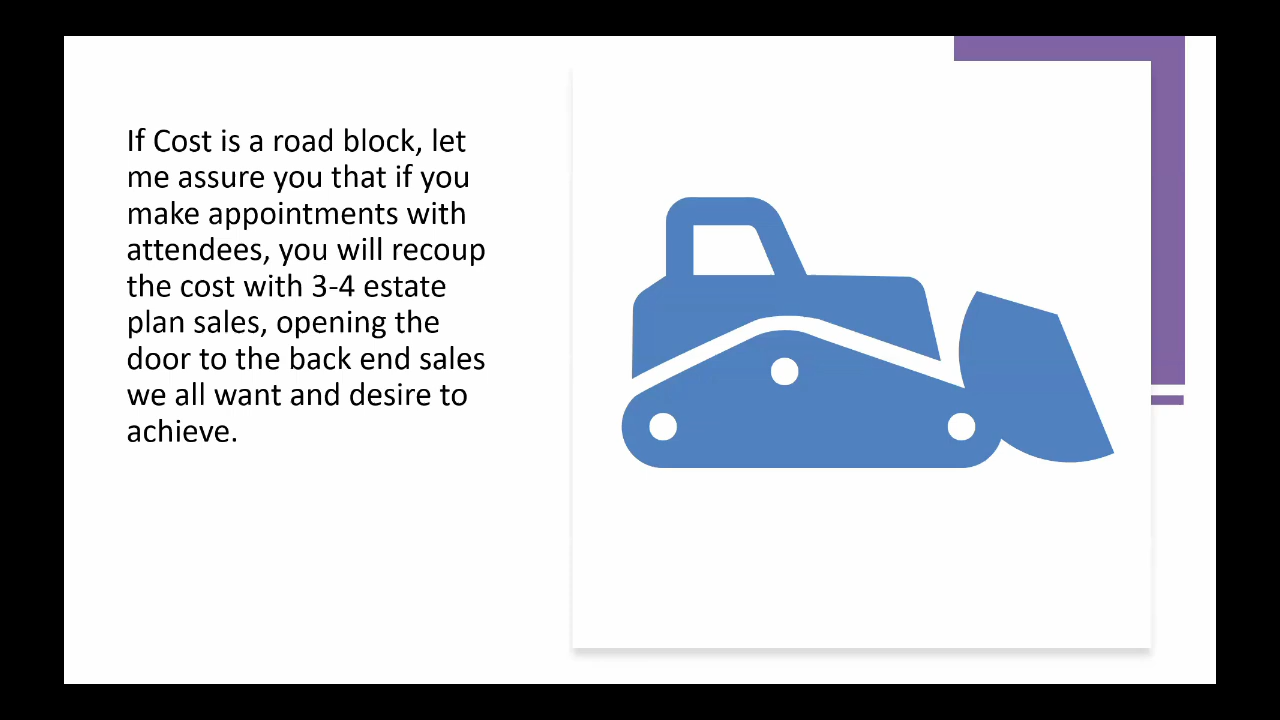 If Cost is a road block, let
me assure you that if you
make appointments with
attendees, you will recoup
the cost with 3-4 estate
plan sales, opening the
door to the back end sales
we all want and desire to
achieve.